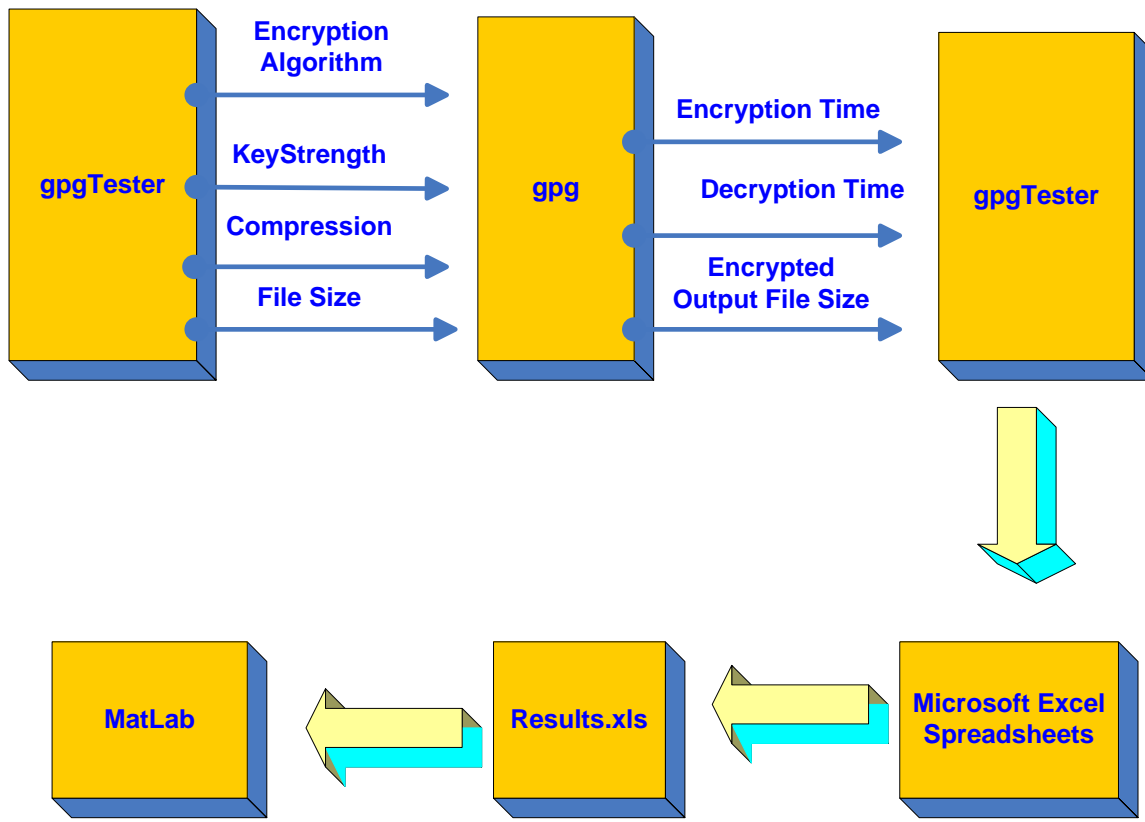 gpgTester
Encryption
Algorithm
KeyStrength
Compression
File Size
gpg
Encryption Time
Decryption Time
Encrypted
Output File Size
gpgTester
MatLab
Results.xls
Microsoft Excel
Spreadsheets